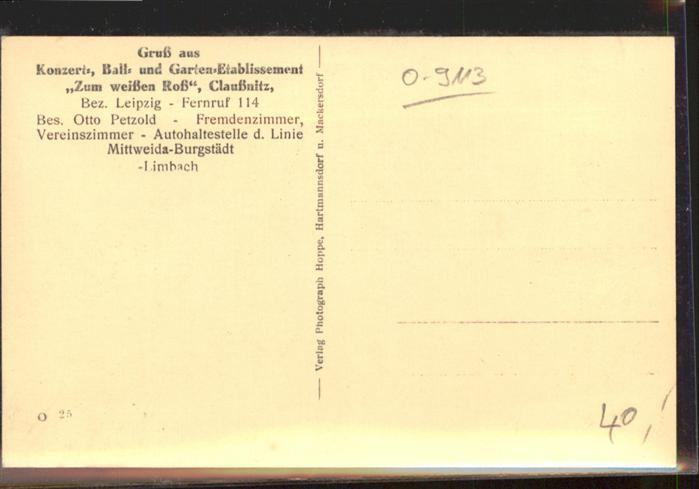 Gruß aus
Konzert-, Ball- und Garten-Etablissement
„Zum weißen Roß“, Claußnitz,
Bez. Leipzig - Fernruf 114
Bes. Otto Petzold - Fremdenzimmer,
Vereinszimmer - Autohaltestelle d. Linie
Mittweida-Burgstädt
-Limbach
Verlag Photograph Hoppe, Hartmannsdorf u. Mackersdorf
O-9113
O 25
40,